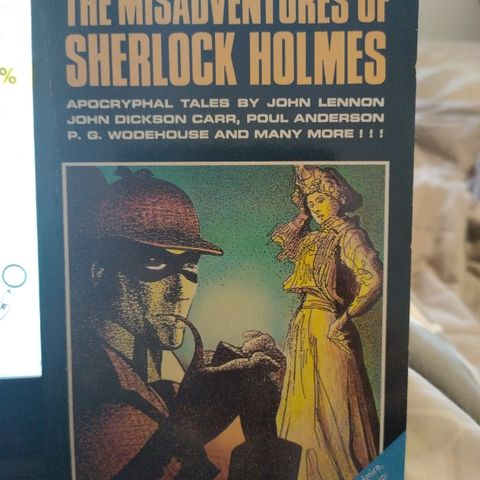 THE MISADVENTURES OF
SHERLOCK HOLMES
APOCRYPHAL TALES BY JOHN LENNON
JOHN DICKSON CARR, POUL ANDERSON
P. G. WODEHOUSE AND MANY MORE ! ! !
%